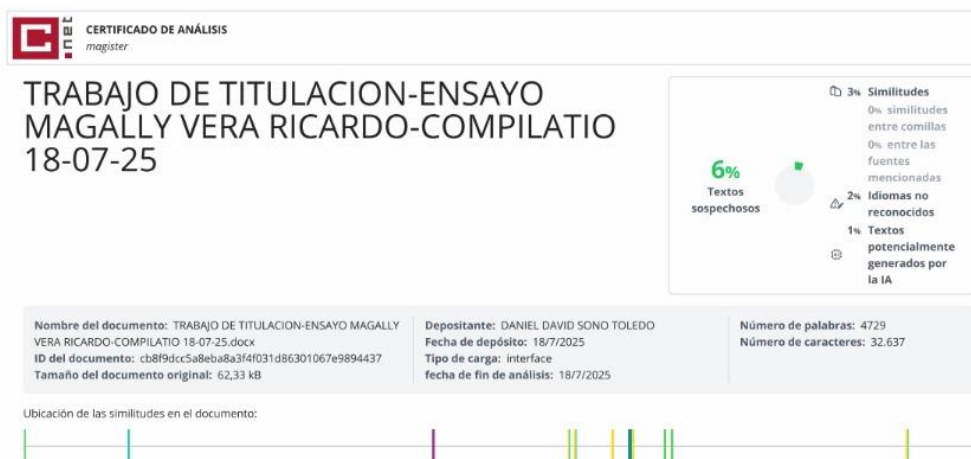 C.net
CERTIFICADO DE ANÁLISIS
magister
TRABAJO DE TITULACION-ENSAYO
MAGALLY VERA RICARDO-COMPILATIO
18-07-25
6%
Textos
sospechosos
3% Similitudes
0% similitudes
entre comillas
0% entre las
fuentes
mencionadas
2% Idiomas no
reconocidos
1% Textos
potencialmente
generados por
la IA
Nombre del documento: TRABAJO DE TITULACION-ENSAYO MAGALLY
VERA RICARDO-COMPILATIO 18-07-25.docx
ID del documento: cb8f9dcc5a8eba8a3f4f031d86301067e9894437
Tamaño del documento original: 62,33 kB
Depositante: DANIEL DAVID SONO TOLEDO
Fecha de depósito: 18/7/2025
Tipo de carga: interface
fecha de fin de análisis: 18/7/2025
Número de palabras: 4729
Número de caracteres: 32.637
Ubicación de las similitudes en el documento: